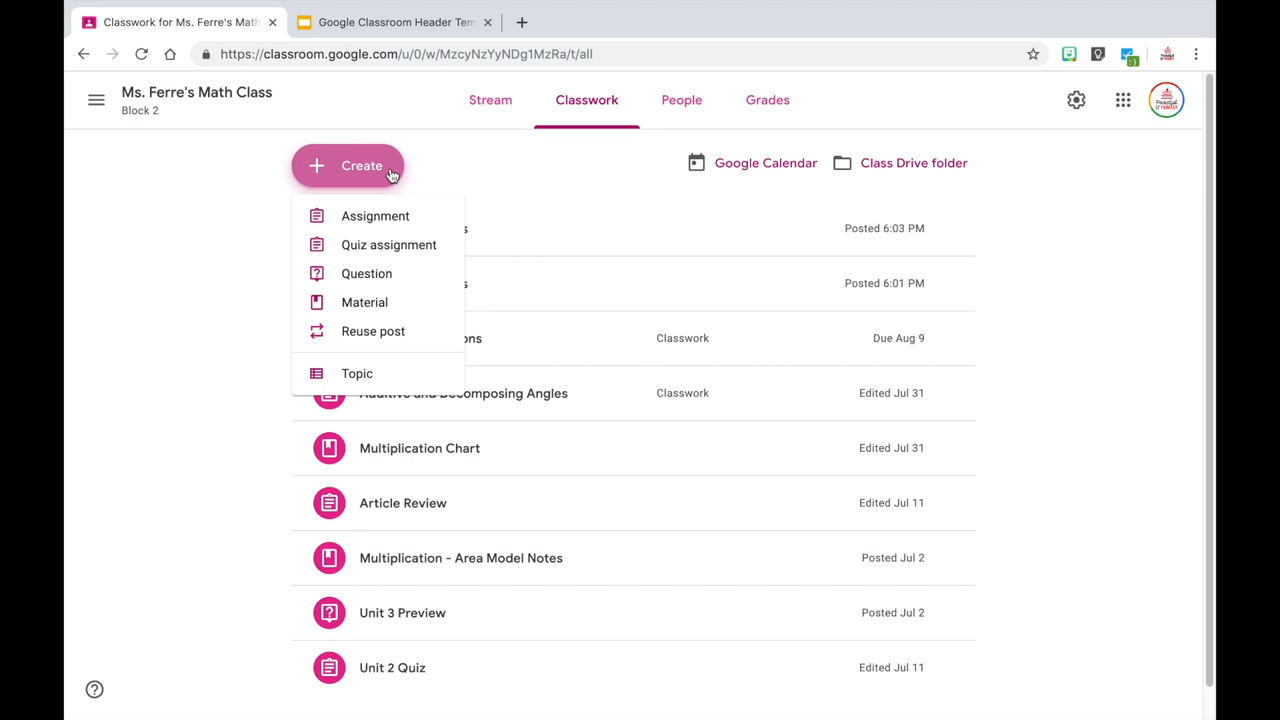 Classwork for Ms. Ferre's Math
Google Classroom Header Tem
https://classroom.google.com/u/0/w/MzcyNzYyNDg1MzRa/t/all
Ms. Ferre's Math Class
Block 2
Stream
Classwork
People
Grades
Create
Google Calendar
Class Drive folder
Assignment
Quiz assignment
Question
Material
Reuse post
Topic
s
Posted 6:03 PM
s
Posted 6:01 PM
ons
Classwork
Due Aug 9
Additive and Decomposing Angles
Classwork
Edited Jul 31
Multiplication Chart
Edited Jul 31
Article Review
Edited Jul 11
Multiplication - Area Model Notes
Posted Jul 2
Unit 3 Preview
Posted Jul 2
Unit 2 Quiz
Edited Jul 11